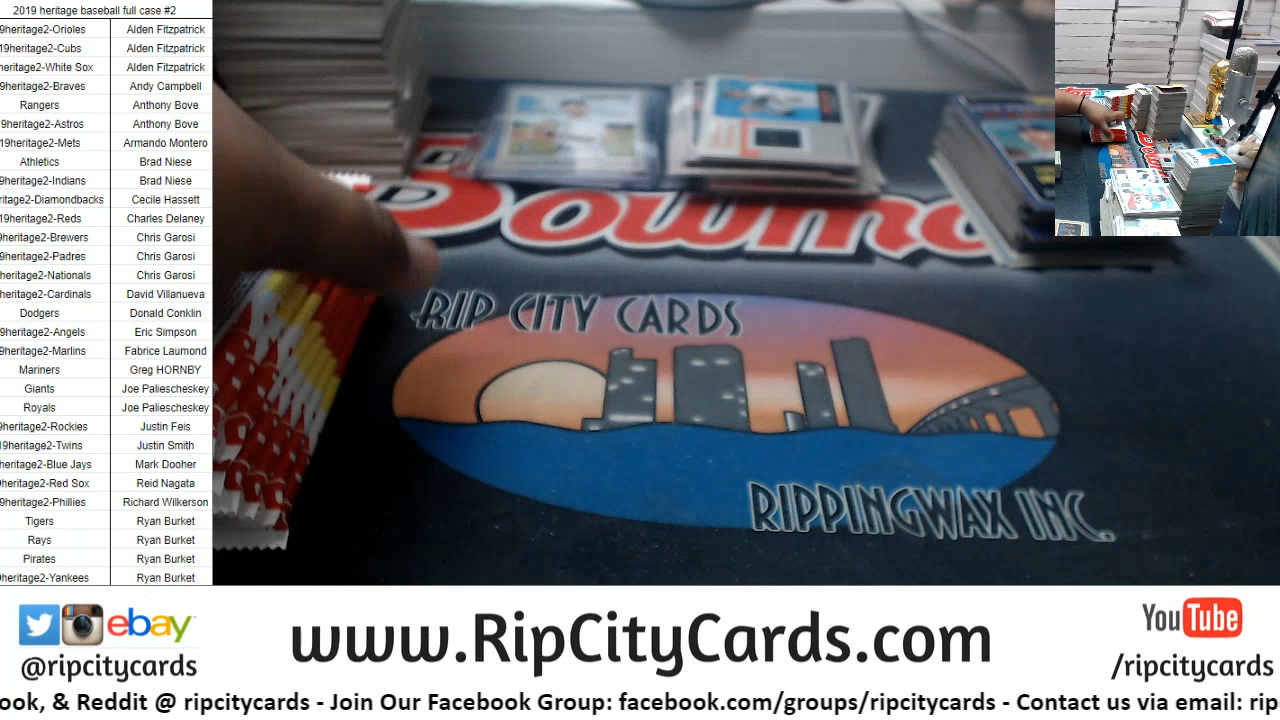 2019 heritage baseball full case #2
9heritage2-Orioles Alden Fitzpatrick
19heritage2-Cubs Alden Fitzpatrick
heritage2-White Sox Alden Fitzpatrick
9heritage2-Braves Andy Campbell
Rangers Anthony Bove
9heritage2-Astros Anthony Bove
19heritage2-Mets Armando Montero
Athletics Brad Niese
9heritage2-Indians Brad Niese
ritage2-Diamondbacks Cecile Hassett
19heritage2-Reds Charles Delaney
9heritage2-Brewers Chris Garosi
9heritage2-Padres Chris Garosi
heritage2-Nationals Chris Garosi
heritage2-Cardinals David Villanueva
Dodgers Donald Conklin
9heritage2-Angels Eric Simpson
9heritage2-Marlins Fabrice Laumond
Mariners Greg HORNBY
Giants Joe Paliescheskey
Royals Joe Paliescheskey
9heritage2-Rockies Justin Feis
19heritage2-Twins Justin Smith
heritage2-Blue Jays Mark Dooher
9heritage2-Red Sox Reid Nagata
9heritage2-Phillies Richard Wilkerson
Tigers Ryan Burket
Rays Ryan Burket
Pirates Ryan Burket
heritage2-Yankees Ryan Burket
RIP CITY CARDS
RIPPINGWAX INC.
ebay
@ripcitycards
www.RipCityCards.com
YouTube
/ripcitycards
ook, & Reddit @ ripcitycards - Join Our Facebook Group: facebook.com/groups/ripcitycards - Contact us via email: rip